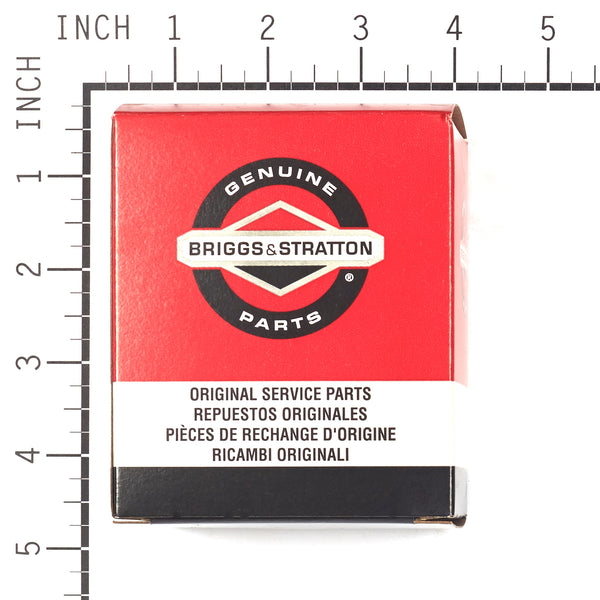 INCH 1 2 3 4 5
INCH
1
2
3
4
5
GENUINE
BRIGGS&STRATTON
®
PARTS
ORIGINAL SERVICE PARTS
REPUESTOS ORIGINALES
PIÈCES DE RECHANGE D'ORIGINE
RICAMBI ORIGINALI